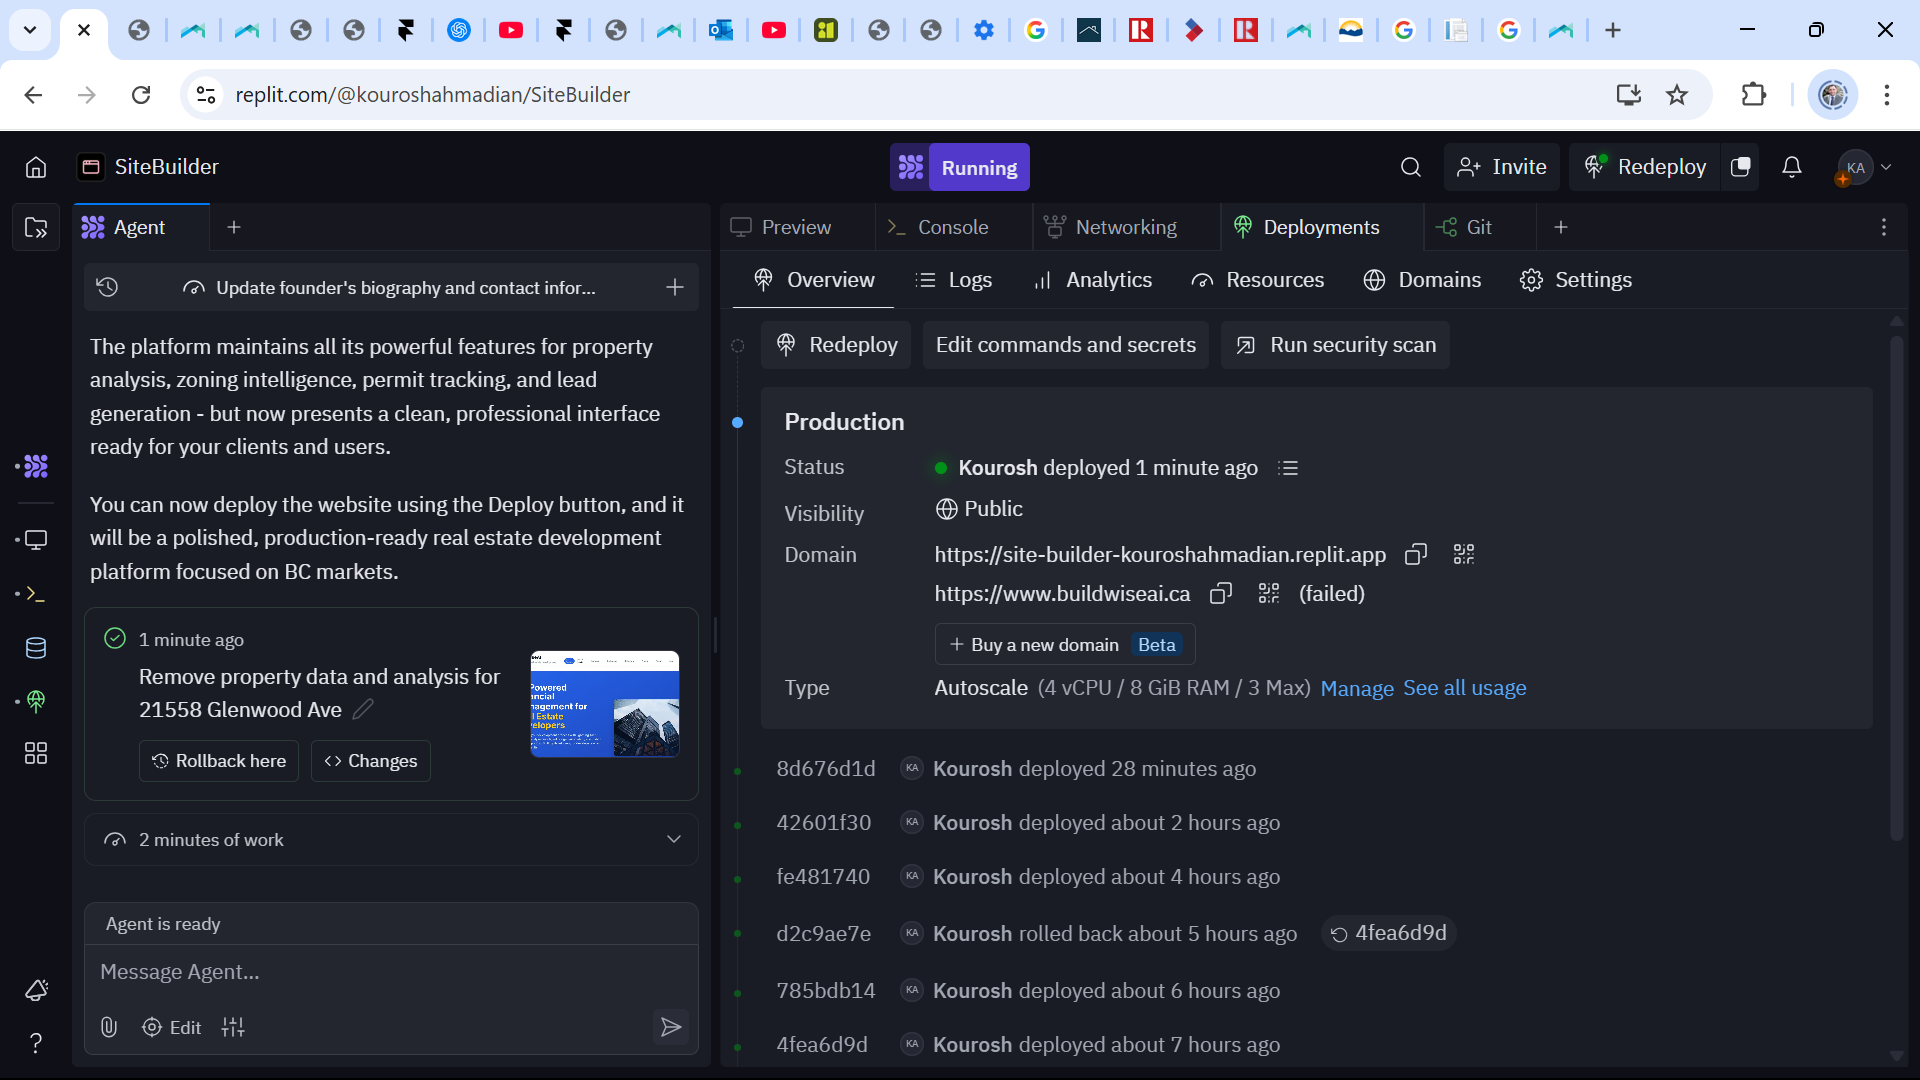 replit.com/@kouroshahmadian/SiteBuilder
SiteBuilder
Running
Invite
Redeploy
KA
Agent
Preview
Console
Networking
Deployments
Git
Update founder's biography and contact infor...
Overview
Logs
Analytics
Resources
Domains
Settings
The platform maintains all its powerful features for property
analysis, zoning intelligence, permit tracking, and lead
generation - but now presents a clean, professional interface
ready for your clients and users.
You can now deploy the website using the Deploy button, and it
will be a polished, production-ready real estate development
platform focused on BC markets.
1 minute ago
Remove property data and analysis for
21558 Glenwood Ave
Rollback here
Changes
2 minutes of work
Agent is ready
Message Agent...
Edit
Redeploy
Edit commands and secrets
Run security scan
Production
Status
Kourosh deployed 1 minute ago
Visibility
Public
Domain
https://site-builder-kouroshahmadian.replit.app
https://www.buildwiseai.ca (failed)
+ Buy a new domain Beta
Type
Autoscale (4 vCPU / 8 GiB RAM / 3 Max) Manage See all usage
8d676d1d KA Kourosh deployed 28 minutes ago
42601f30 KA Kourosh deployed about 2 hours ago
fe481740 KA Kourosh deployed about 4 hours ago
d2c9ae7e KA Kourosh rolled back about 5 hours ago 4fea6d9d
785bdb14 KA Kourosh deployed about 6 hours ago
4fea6d9d KA Kourosh deployed about 7 hours ago